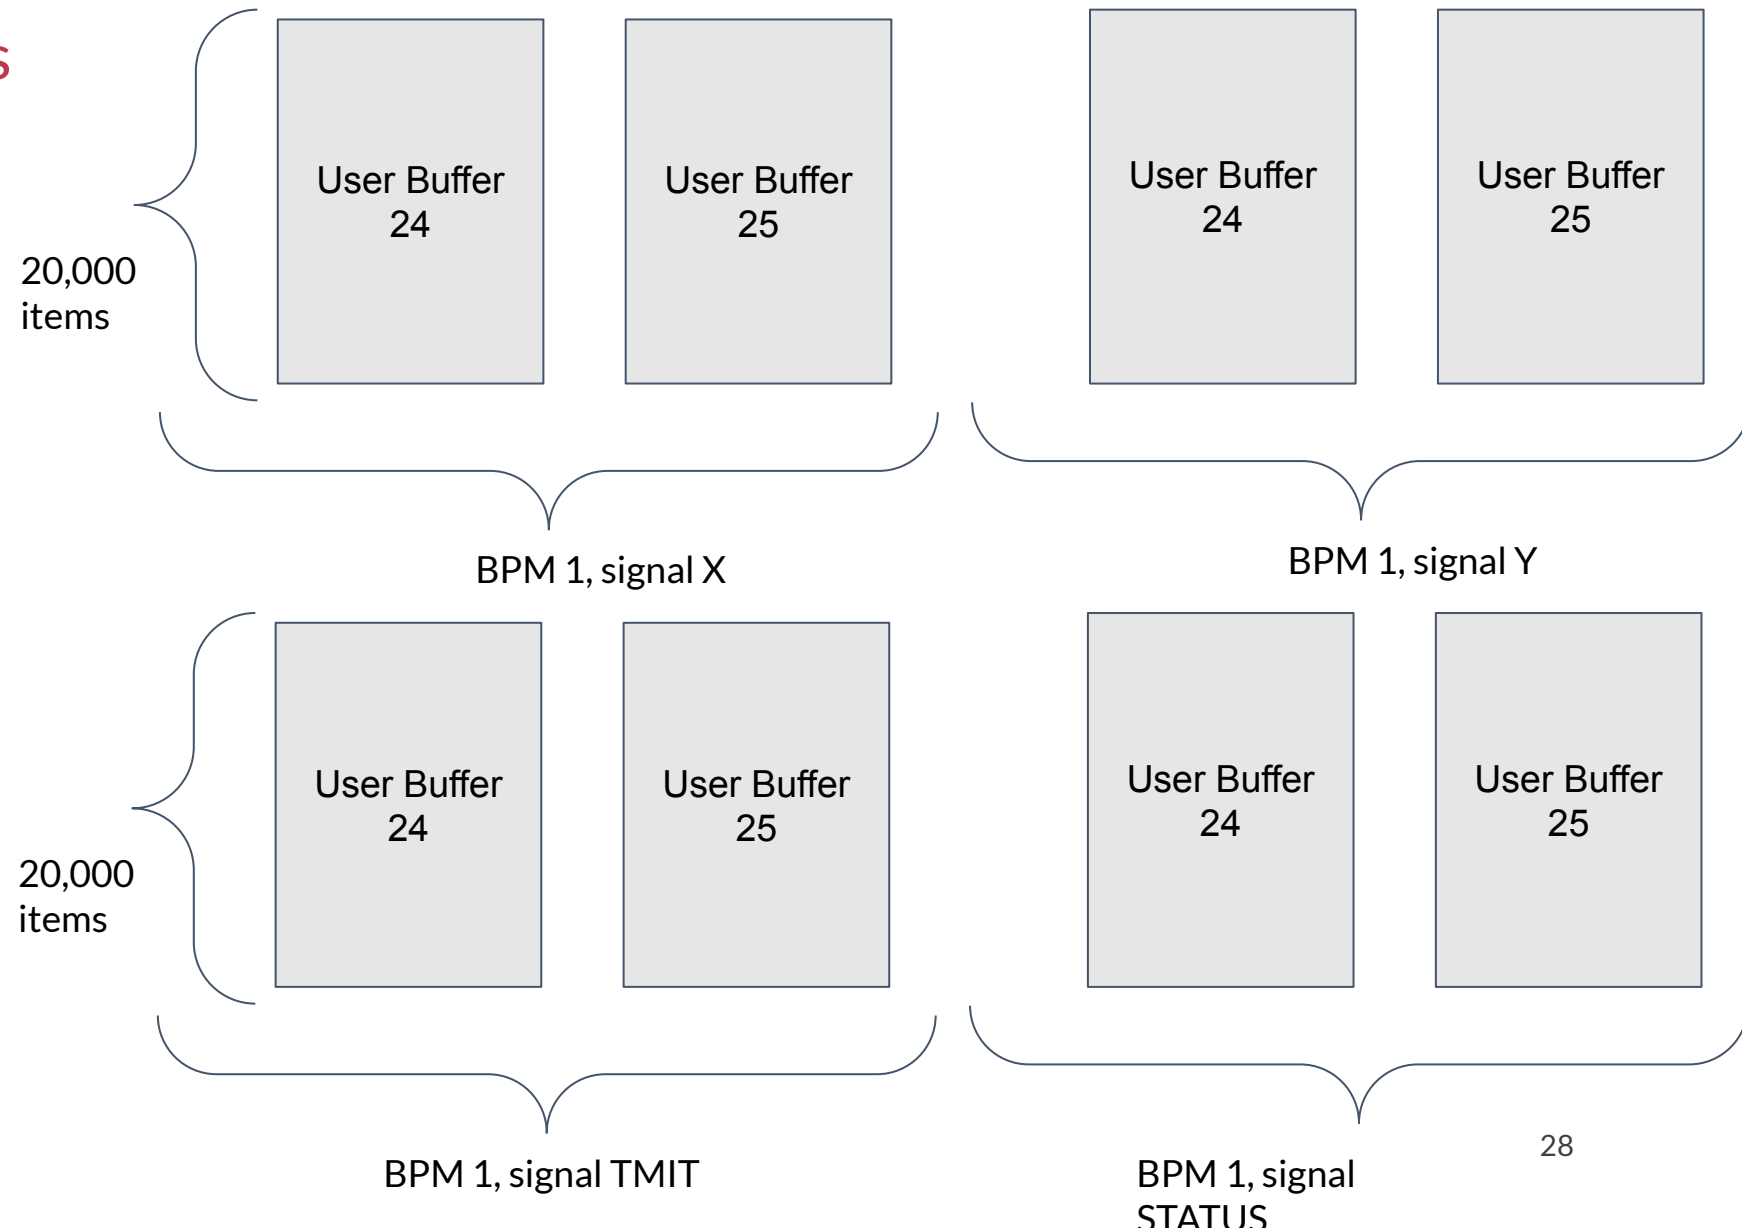 s
User Buffer
24
User Buffer
25
User Buffer
24
User Buffer
25
20,000
items
BPM 1, signal X
BPM 1, signal Y
User Buffer
24
User Buffer
25
User Buffer
24
User Buffer
25
20,000
items
BPM 1, signal TMIT
BPM 1, signal
STATUS
28